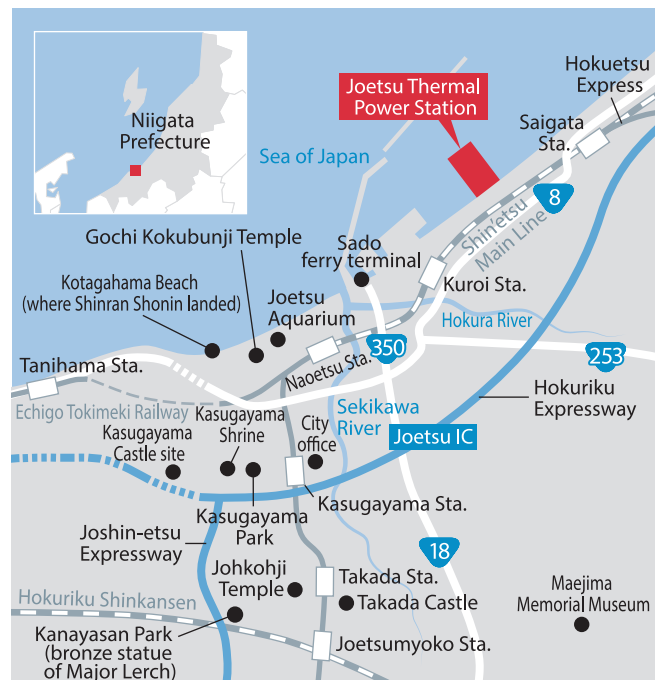 Niigata
Prefecture
Joetsu Thermal
Power Station
Hokuetsu
Express
Saigata
Sta.
Sea of Japan
8
Shin'etsu
Main Line
Gochi Kokubunji Temple
Sado
ferry terminal
Kotagahama Beach
(where Shinran Shonin landed)
Joetsu
Aquarium
Kuroi Sta.
Hokura River
Tanihama Sta.
Naoetsu Sta.
350
253
Echigo Tokimeki Railway
Kasugayama
Shrine
City
office
Sekikawa
River
Hokuriku
Expressway
Kasugayama
Castle site
Joetsu IC
Kasugayama
Park
Kasugayama Sta.
Joshin-etsu
Expressway
18
Johkohji
Temple
Takada Sta.
Takada Castle
Maejima
Memorial Museum
Hokuriku Shinkansen
Kanayasan Park
(bronze statue
of Major Lerch)
Joetsumyoko Sta.